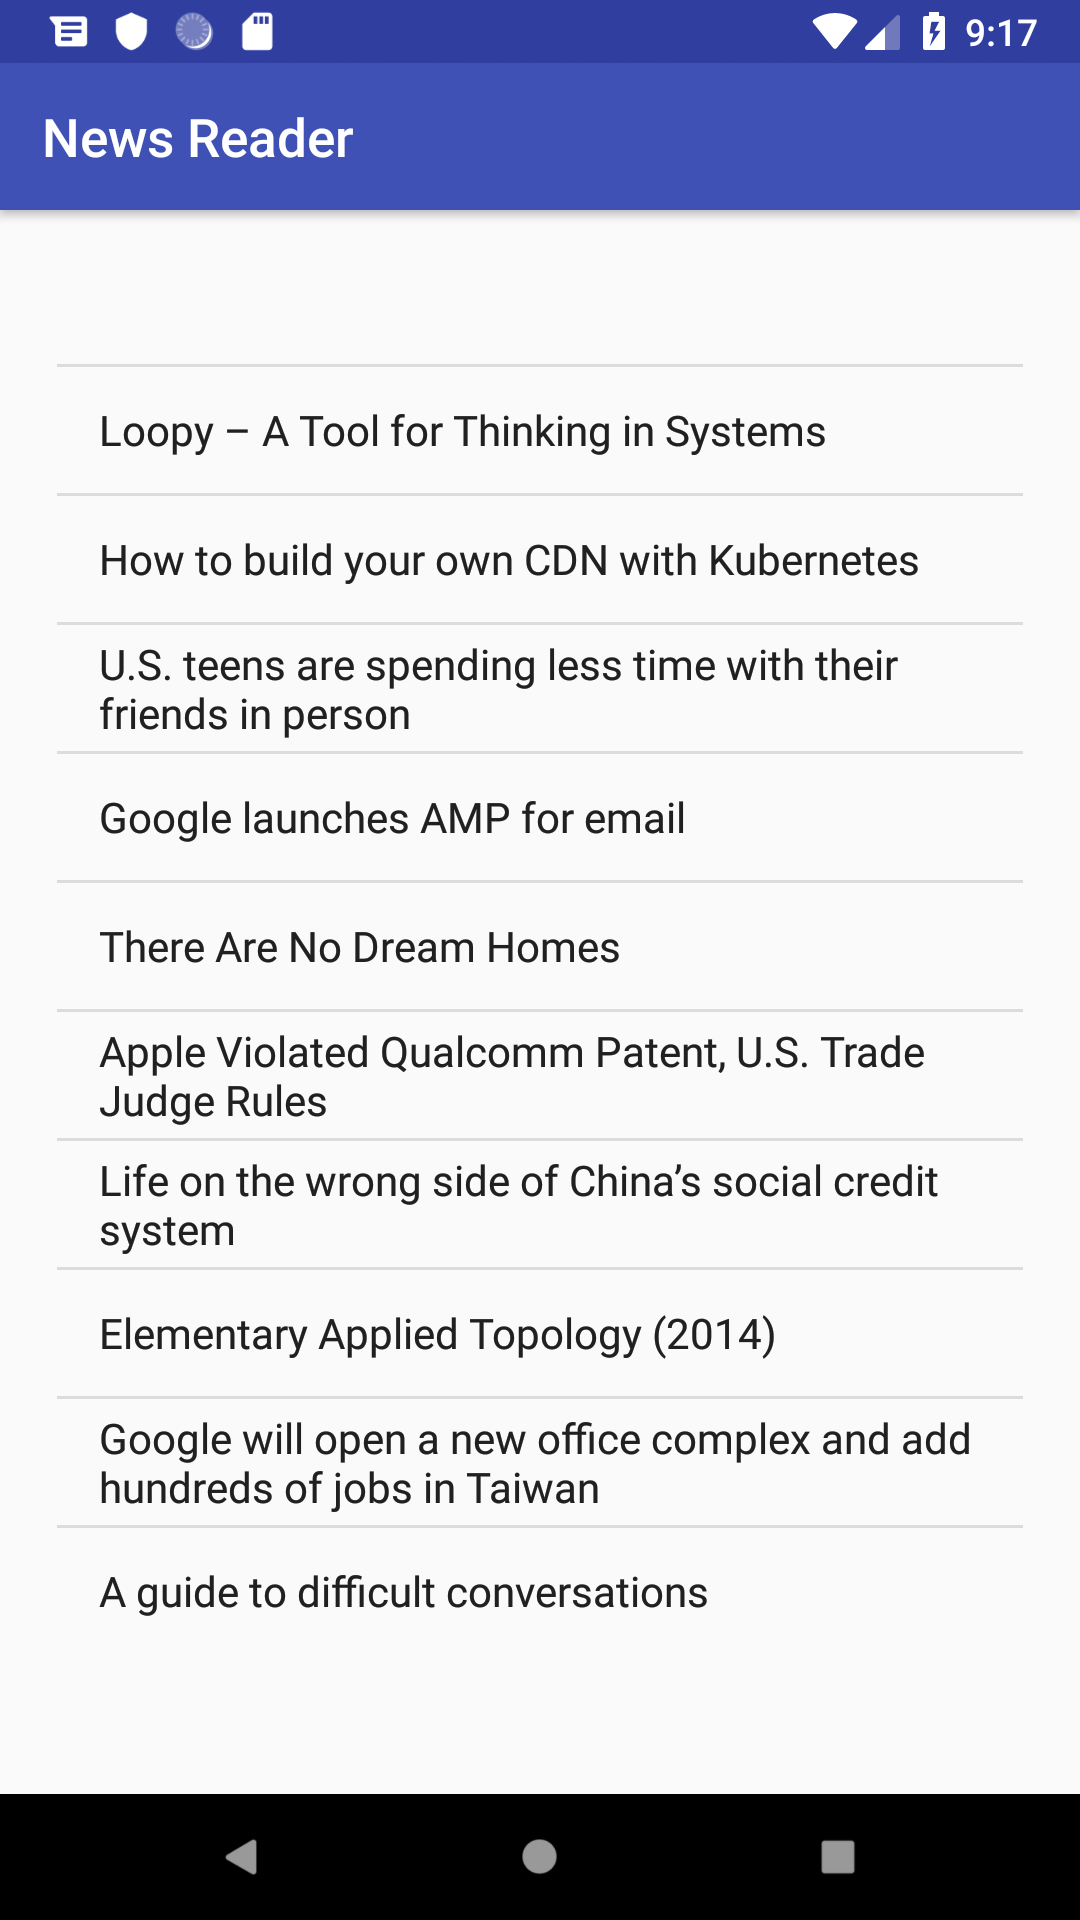 9:17
News Reader
Loopy – A Tool for Thinking in Systems
How to build your own CDN with Kubernetes
U.S. teens are spending less time with their
friends in person
Google launches AMP for email
There Are No Dream Homes
Apple Violated Qualcomm Patent, U.S. Trade
Judge Rules
Life on the wrong side of China’s social credit
system
Elementary Applied Topology (2014)
Google will open a new office complex and add
hundreds of jobs in Taiwan
A guide to difficult conversations